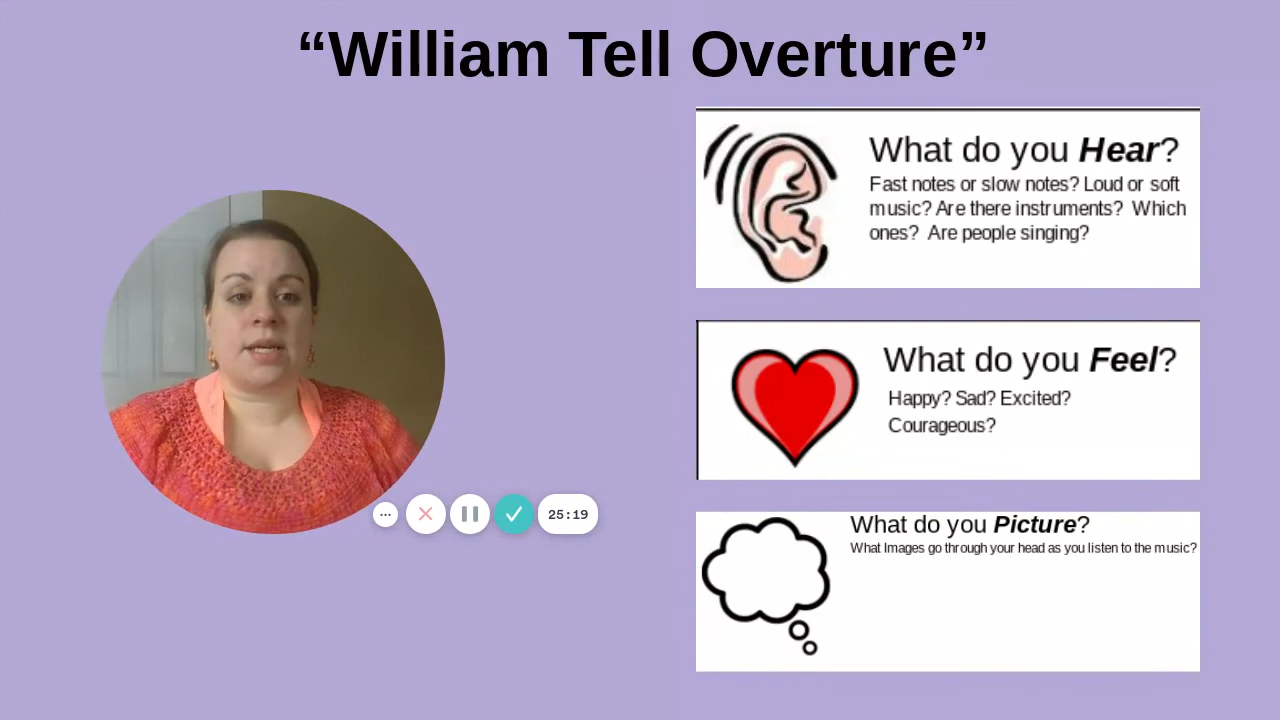 “William Tell Overture”
What do you Hear?
Fast notes or slow notes? Loud or soft
music? Are there instruments?  Which
ones?  Are people singing?
What do you Feel?
Happy? Sad? Excited?
Courageous?
25:19
What do you Picture?
What Images go through your head as you listen to the music?